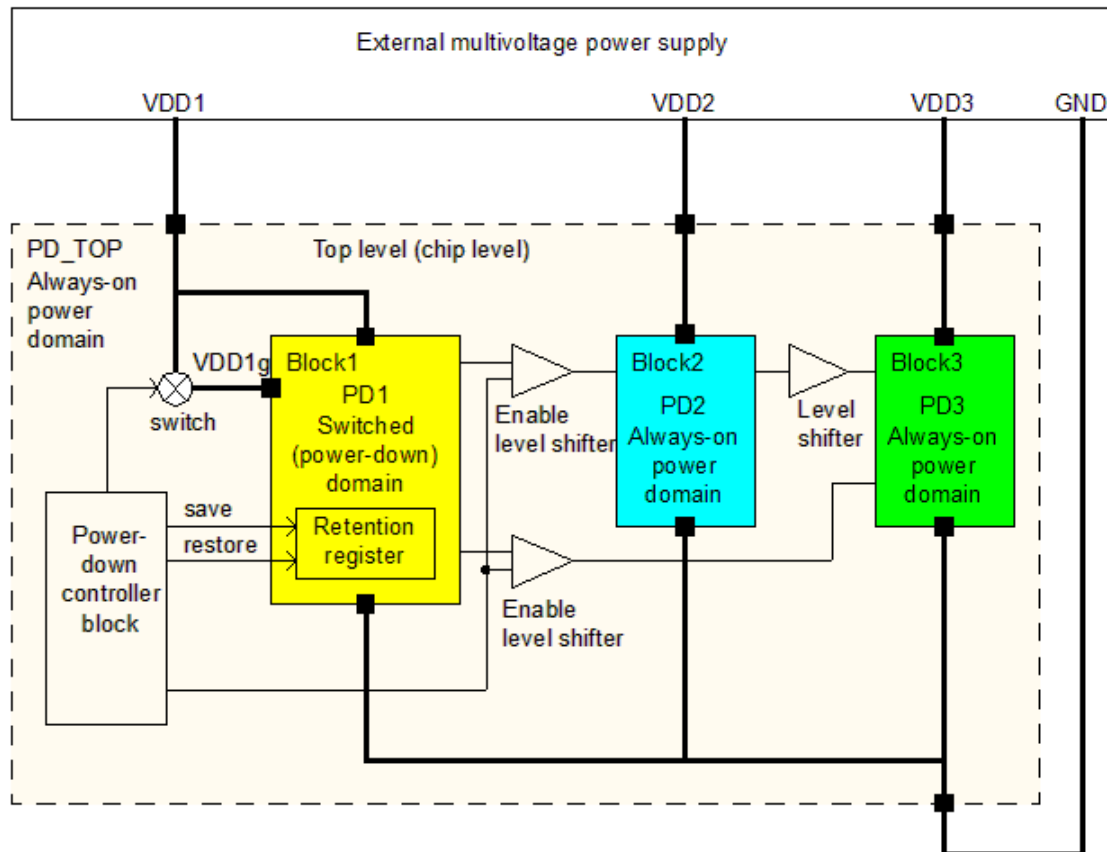 External multivoltage power supply
VDD1
VDD2
VDD3
GND
PD_TOP
Top level (chip level)
Always-on
power
domain
VDD1g
switch
Block1
PD1
Switched
(power-down)
domain
Retention
register
save
restore
Power-
down
controller
block
Enable
level shifter
Enable
level shifter
Block2
PD2
Always-on
power
domain
Level
shifter
Block3
PD3
Always-on
power
domain